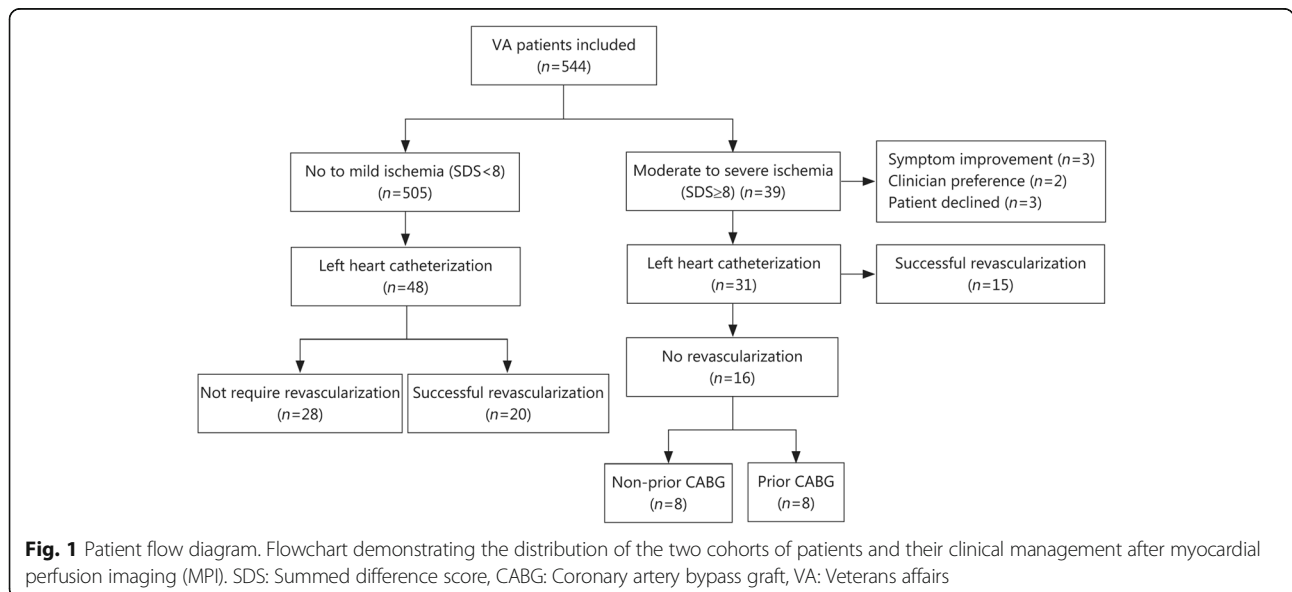 VA patients included
(n=544)
No to mild ischemia (SDS<8)
(n=505)
Moderate to severe ischemia
(SDS≥8) (n=39)
Symptom improvement (n=3)
Clinician preference (n=2)
Patient declined (n=3)
Left heart catheterization
(n=48)
Left heart catheterization
(n=31)
Successful revascularization
(n=15)
No revascularization
(n=16)
Not require revascularization
(n=28)
Successful revascularization
(n=20)
Non-prior CABG
(n=8)
Prior CABG
(n=8)
Fig. 1 Patient flow diagram. Flowchart demonstrating the distribution of the two cohorts of patients and their clinical management after myocardial
perfusion imaging (MPI). SDS: Summed difference score, CABG: Coronary artery bypass graft, VA: Veterans affairs